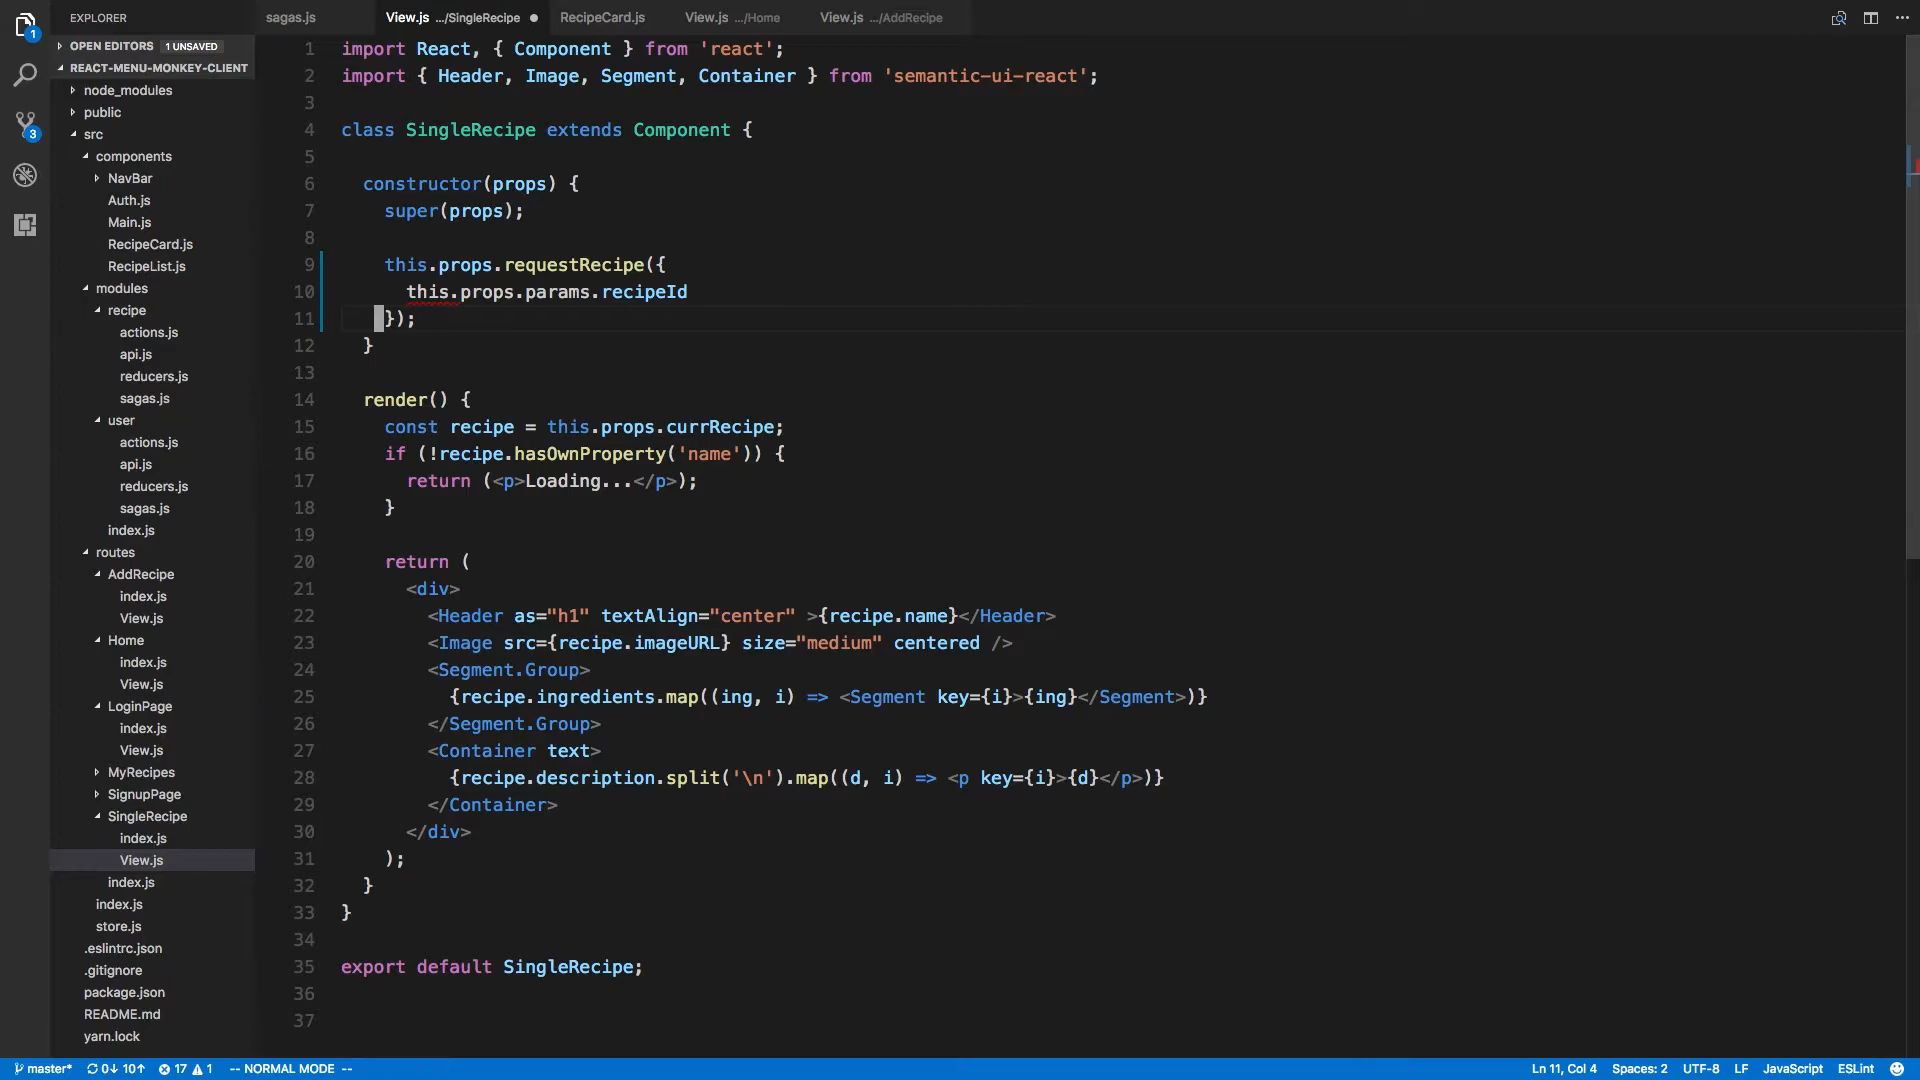 EXPLORER
sagas.js
View.js .../SingleRecipe
RecipeCard.js
View.js .../Home
View.js .../AddRecipe
1
3
OPEN EDITORS 1 UNSAVED
REACT-MENU-MONKEY-CLIENT
node_modules
public
src
components
NavBar
Auth.js
Main.js
RecipeCard.js
RecipeList.js
modules
recipe
actions.js
api.js
reducers.js
sagas.js
user
actions.js
api.js
reducers.js
sagas.js
index.js
routes
AddRecipe
index.js
View.js
Home
index.js
View.js
LoginPage
index.js
View.js
MyRecipes
SignupPage
SingleRecipe
index.js
View.js
index.js
index.js
store.js
.eslintrc.json
.gitignore
package.json
README.md
yarn.lock
1 import React, { Component } from 'react';
2 import { Header, Image, Segment, Container } from 'semantic-ui-react';
3
4 class SingleRecipe extends Component {
5
6 constructor(props) {
7 super(props);
8
9 this.props.requestRecipe({
10 this.props.params.recipeId
11 });
12 }
13
14 render() {
15 const recipe = this.props.currRecipe;
16 if (!recipe.hasOwnProperty('name')) {
17 return (<p>Loading...</p>);
18 }
19
20 return (
21 <div>
22 <Header as="h1" textAlign="center" >{recipe.name}</Header>
23 <Image src={recipe.imageURL} size="medium" centered />
24 <Segment.Group>
25 {recipe.ingredients.map((ing, i) => <Segment key={i}>{ing}</Segment>)}
26 </Segment.Group>
27 <Container text>
28 {recipe.description.split('\n').map((d, i) => <p key={i}>{d}</p>)}
29 </Container>
30 </div>
31 );
32 }
33 }
34
35 export default SingleRecipe;
36
37
master* 0↓ 10↑ 17 1 -- NORMAL MODE -- Ln 11, Col 4 Spaces: 2 UTF-8 LF JavaScript ESLint